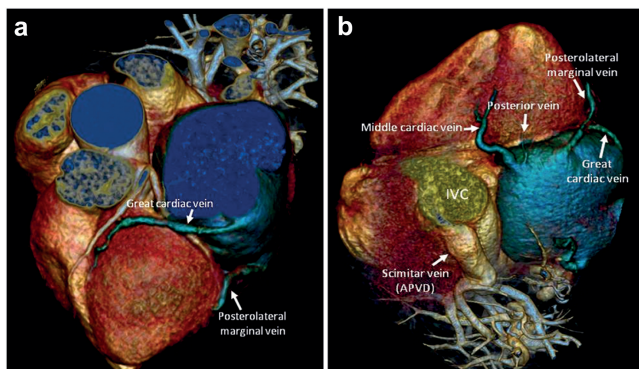 a
Great cardiac vein
Posterolateral
marginal vein
b
Posterolateral
marginal vein
Posterior vein
Middle cardiac vein
Great
cardiac vein
IVC
Scimitar vein
(APVD)